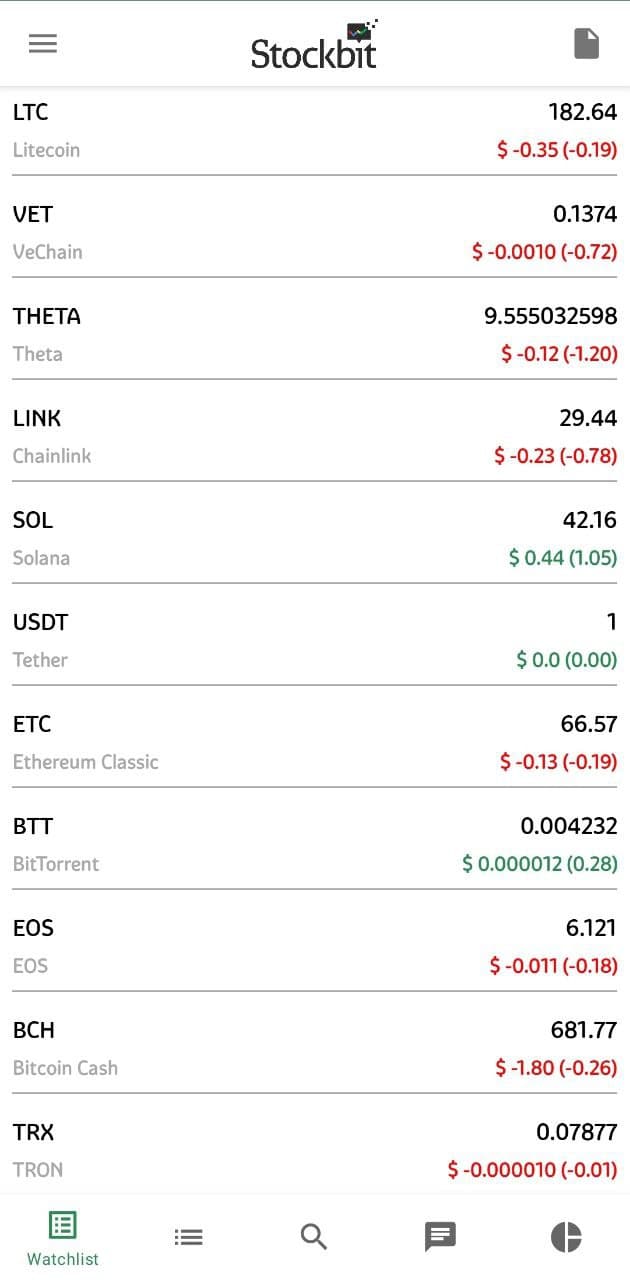 Stockbit
LTC 182.64
Litecoin $ -0.35 (-0.19)
VET 0.1374
VeChain $ -0.0010 (-0.72)
THETA 9.555032598
Theta $ -0.12 (-1.20)
LINK 29.44
Chainlink $ -0.23 (-0.78)
SOL 42.16
Solana $ 0.44 (1.05)
USDT 1
Tether $ 0.0 (0.00)
ETC 66.57
Ethereum Classic $ -0.13 (-0.19)
BTT 0.004232
BitTorrent $ 0.000012 (0.28)
EOS 6.121
EOS $ -0.011 (-0.18)
BCH 681.77
Bitcoin Cash $ -1.80 (-0.26)
TRX 0.07877
TRON $ -0.000010 (-0.01)
Watchlist